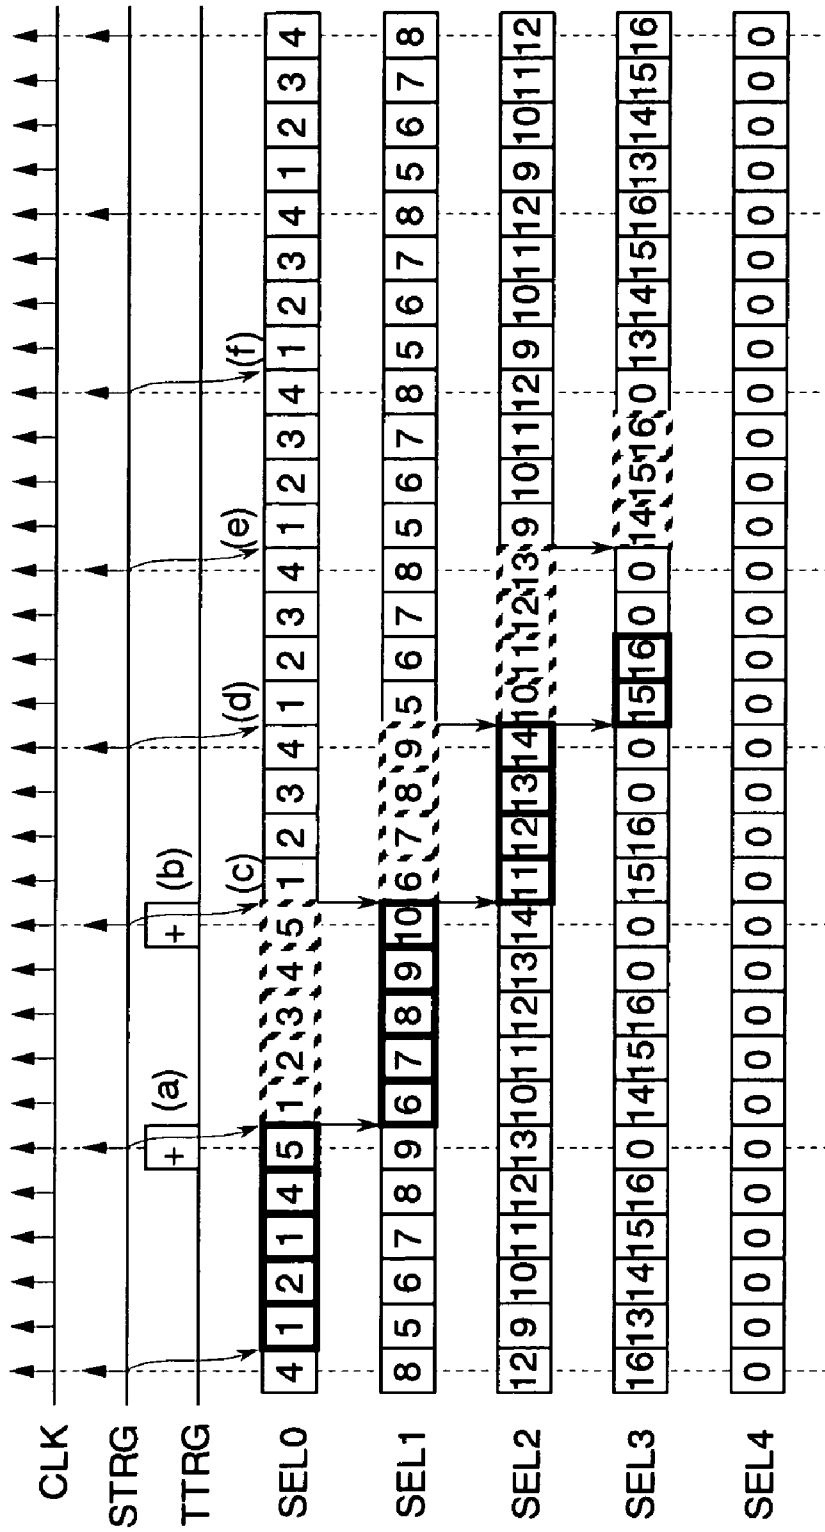 CLK
STRG
TTRG + (a) + (b)
(c) (d) (e) (f)
SEL0 4 1 2 1 4 5 1 2 3 4 5 1 2 3 4 1 2 3 4 1 2 3 4 1 2 3 4 1 2 3 4
SEL1 8 5 6 7 8 9 6 7 8 9 10 6 7 8 9 5 6 7 8 5 6 7 8 5 6 7 8 5 6 7 8
SEL2 12 9 10 11 12 13 10 11 12 13 14 11 12 13 14 10 11 12 13 9 10 11 12 9 10 11 12 9 10 11 12
SEL3 16 13 14 15 16 0 14 15 16 0 0 15 16 0 0 15 16 0 0 14 15 16 0 13 14 15 16 13 14 15 16
SEL4 0 0 0 0 0 0 0 0 0 0 0 0 0 0 0 0 0 0 0 0 0 0 0 0 0 0 0 0 0 0 0